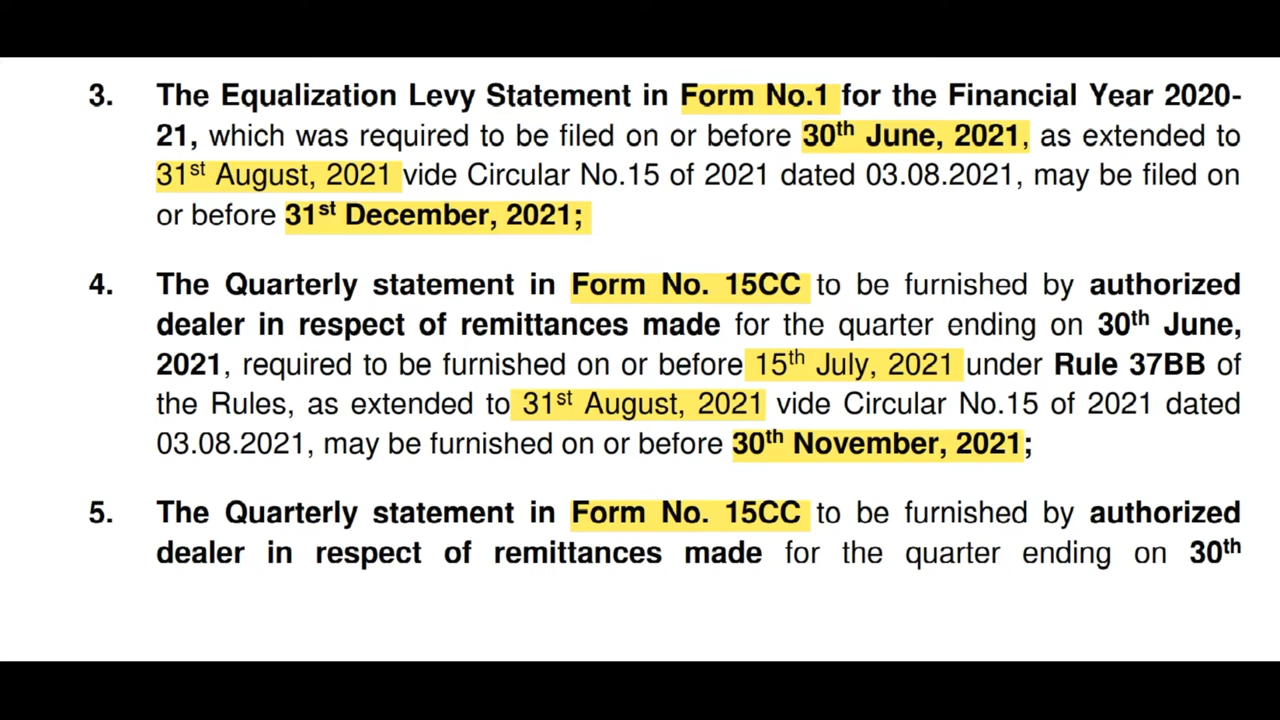 3. The Equalization Levy Statement in Form No.1 for the Financial Year 2020-
21, which was required to be filed on or before 30th June, 2021, as extended to
31st August, 2021 vide Circular No.15 of 2021 dated 03.08.2021, may be filed on
or before 31st December, 2021;
4. The Quarterly statement in Form No. 15CC to be furnished by authorized
dealer in respect of remittances made for the quarter ending on 30th June,
2021, required to be furnished on or before 15th July, 2021 under Rule 37BB of
the Rules, as extended to 31st August, 2021 vide Circular No.15 of 2021 dated
03.08.2021, may be furnished on or before 30th November, 2021;
5. The Quarterly statement in Form No. 15CC to be furnished by authorized
dealer in respect of remittances made for the quarter ending on 30th